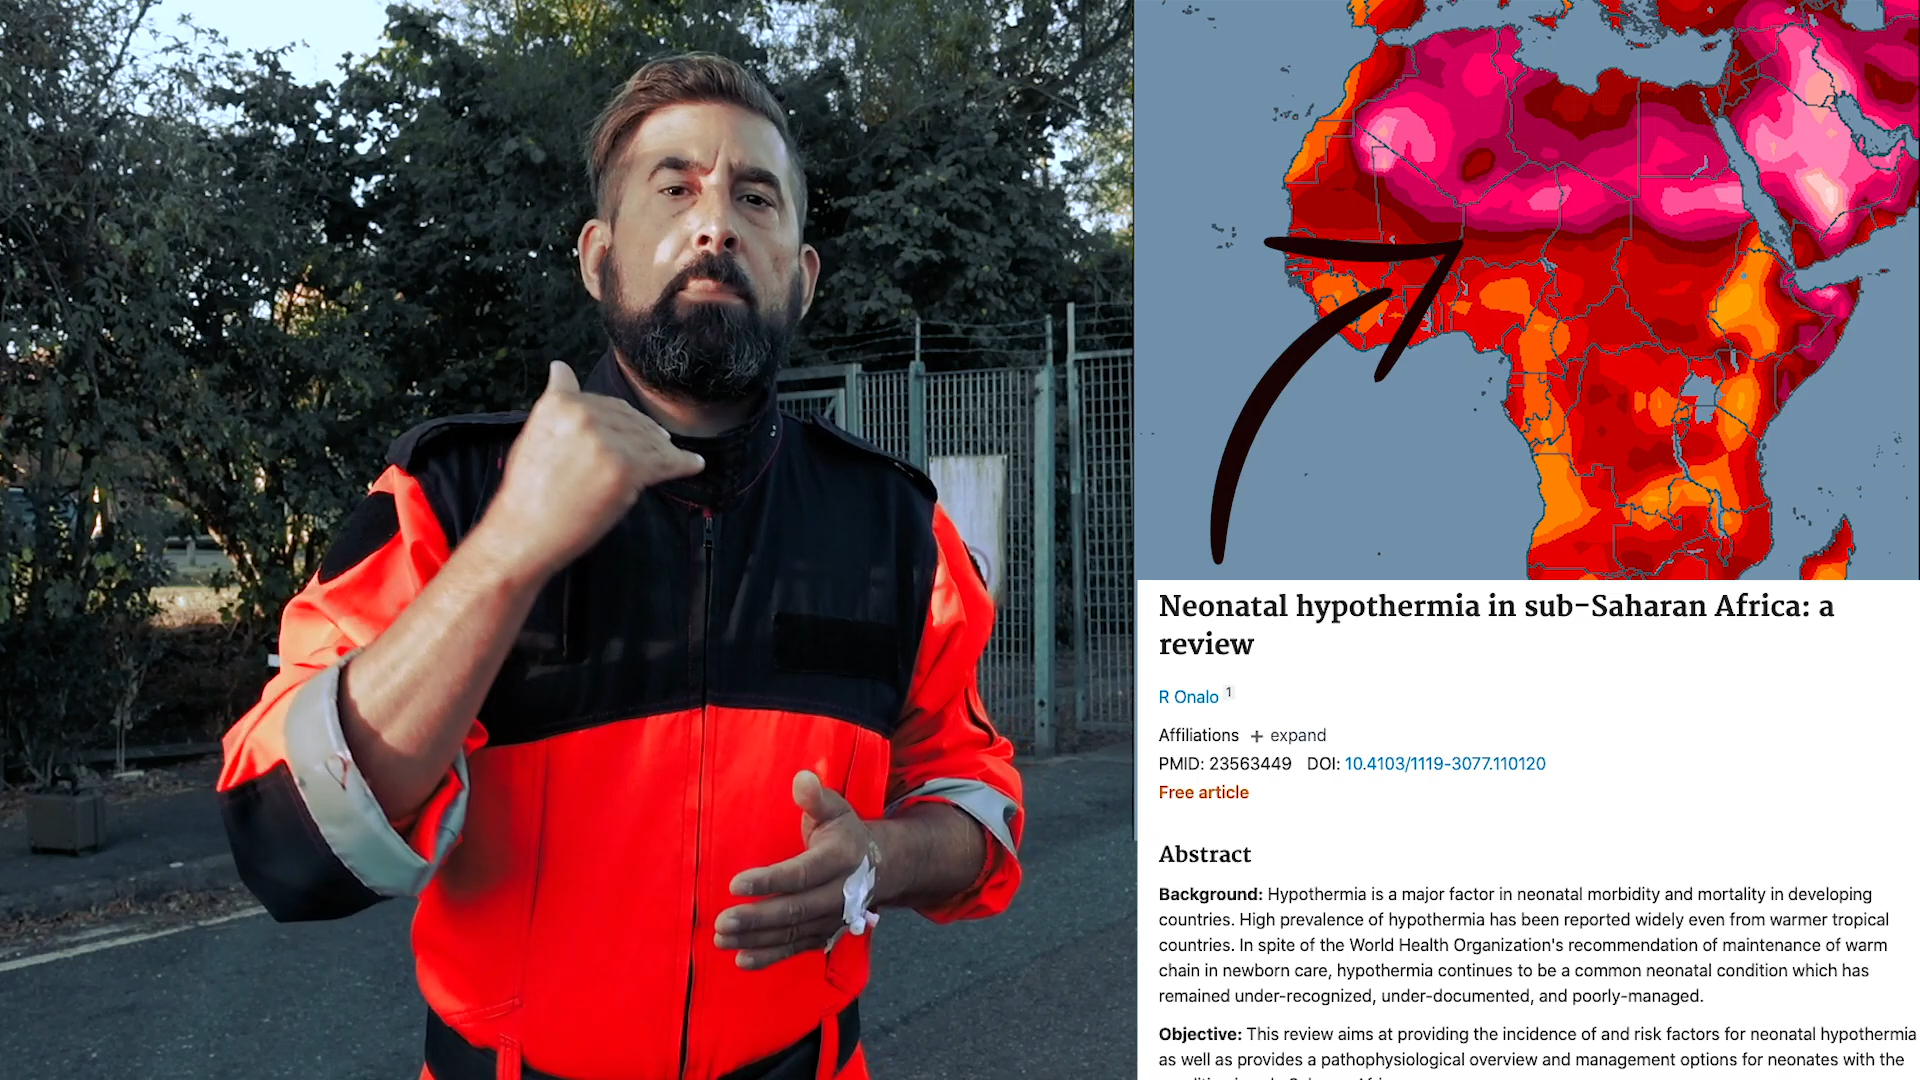 Neonatal hypothermia in sub-Saharan Africa: a
review
R Onalo 1
Affiliations + expand
PMID: 23563449 DOI: 10.4103/1119-3077.110120
Free article
Abstract
Background: Hypothermia is a major factor in neonatal morbidity and mortality in developing
countries. High prevalence of hypothermia has been reported widely even from warmer tropical
countries. In spite of the World Health Organization's recommendation of maintenance of warm
chain in newborn care, hypothermia continues to be a common neonatal condition which has
remained under-recognized, under-documented, and poorly-managed.
Objective: This review aims at providing the incidence of and risk factors for neonatal hypothermia
as well as provides a pathophysiological overview and management options for neonates with the